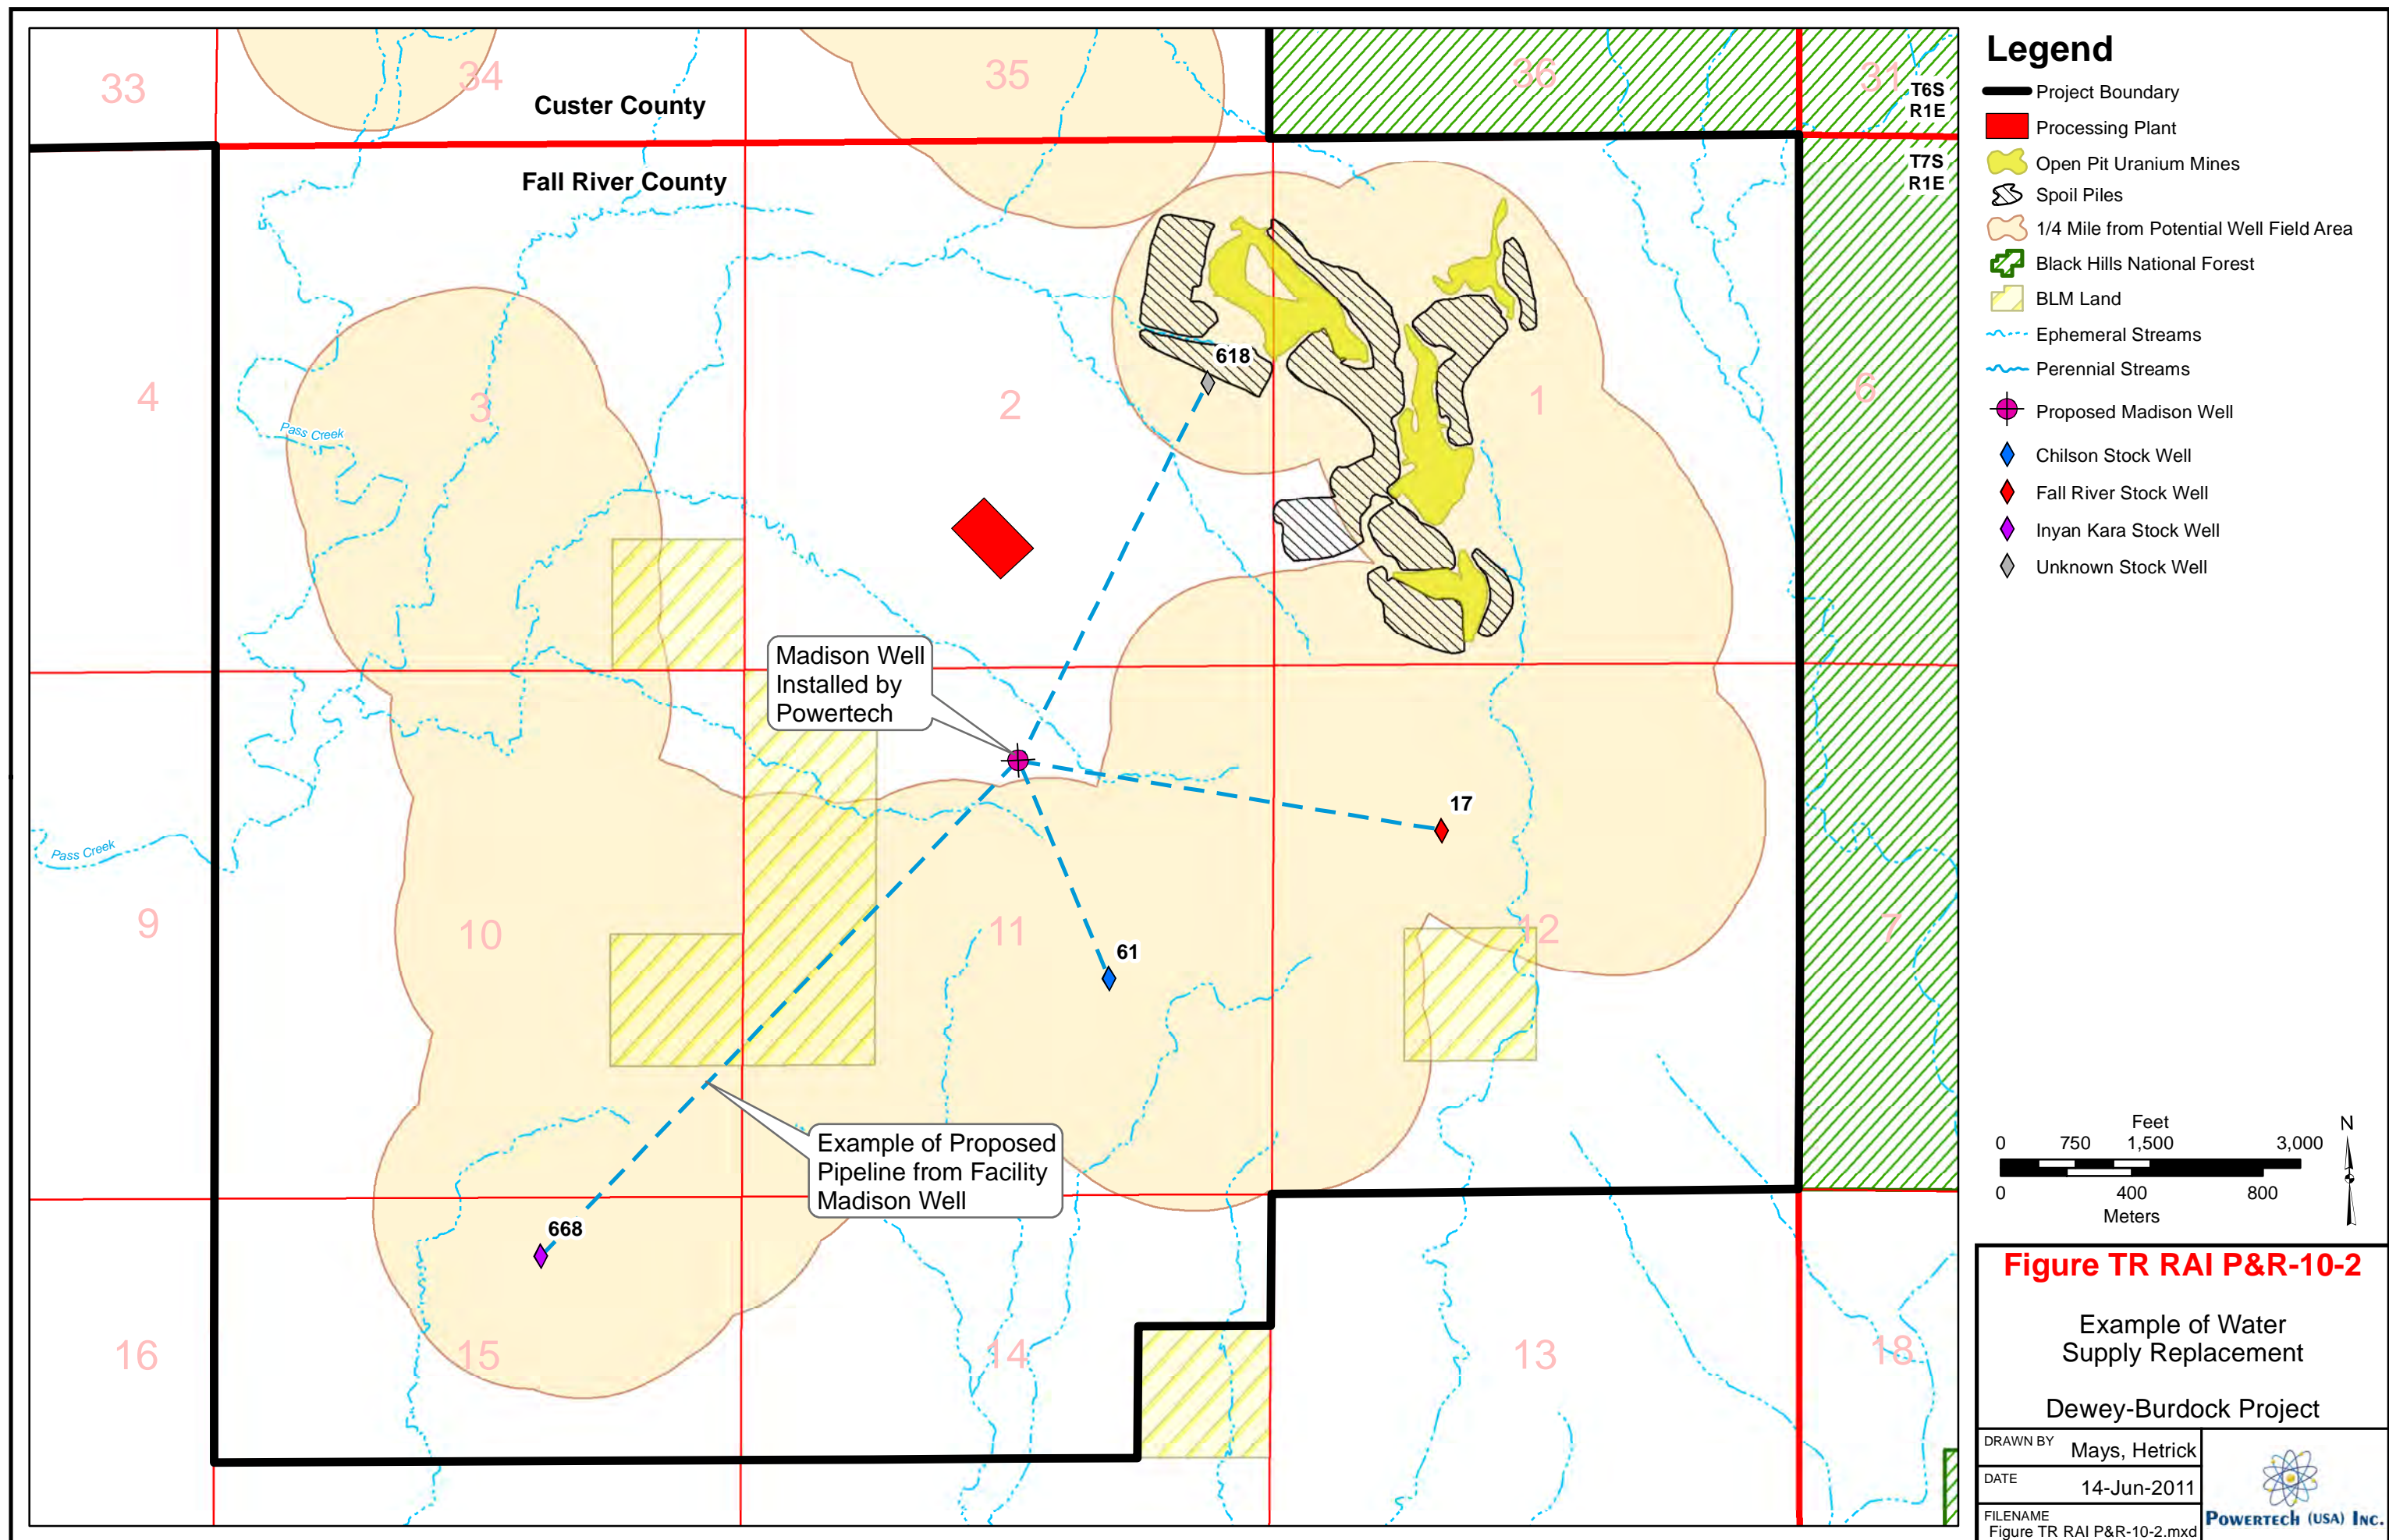 33
34
35
36
31
T6S
R1E
Custer County
Fall River County
T7S
R1E
4
3
2
1
6
618
Pass Creek
Madison Well
Installed by
Powertech
17
Pass Creek
9
10
11
12
7
61
Example of Proposed
Pipeline from Facility
Madison Well
668
16
15
14
13
18
Legend
Project Boundary
Processing Plant
Open Pit Uranium Mines
Spoil Piles
1/4 Mile from Potential Well Field Area
Black Hills National Forest
BLM Land
Ephemeral Streams
Perennial Streams
Proposed Madison Well
Chilson Stock Well
Fall River Stock Well
Inyan Kara Stock Well
Unknown Stock Well
Feet
0 750 1,500 3,000
0 400 800
Meters
N
Figure TR RAI P&R-10-2
Example of Water
Supply Replacement
Dewey-Burdock Project
DRAWN BY Mays, Hetrick
DATE 14-Jun-2011
FILENAME
Figure TR RAI P&R-10-2.mxd
POWERTECH (USA) INC.